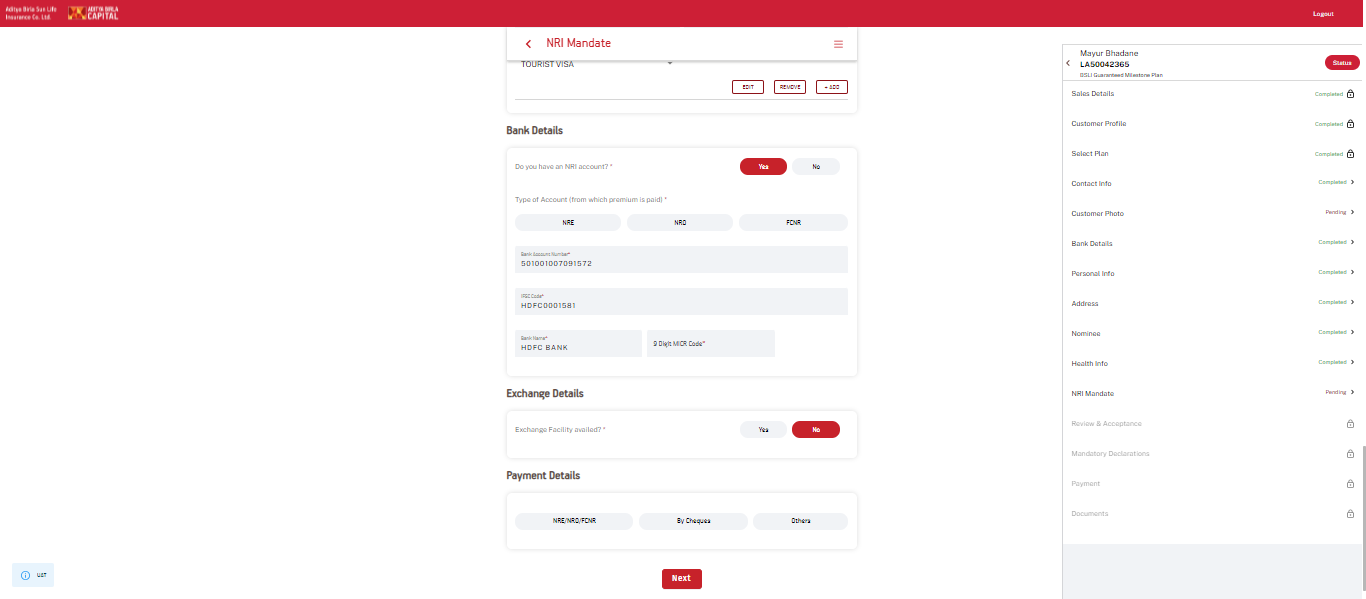 Aditya Birla Sun Life
Insurance Co. Ltd.
ADITYA BIRLA
CAPITAL
Logout
NRI Mandate
TOURIST VISA
EDIT
REMOVE
+ ADD
Bank Details
Do you have an NRI account? *
Yes
No
Type of Account (from which premium is paid) *
NRE
NRO
FCNR
Bank Account Number*
501001007091572
IFSC Code*
HDFC0001581
Bank Name*
HDFC BANK
9 Digit MICR Code*
Exchange Details
Exchange Facility availed? *
Yes
No
Payment Details
NRE/NRO/FCNR
By Cheques
Others
Next
UAT
Mayur Bhadane
LA50042365
BSLI Guaranteed Milestone Plan
Status
Sales Details
Completed
Customer Profile
Completed
Select Plan
Completed
Contact Info
Completed
Customer Photo
Pending
Bank Details
Completed
Personal Info
Completed
Address
Completed
Nominee
Completed
Health Info
Completed
NRI Mandate
Pending
Review & Acceptance
Mandatory Declarations
Payment
Documents